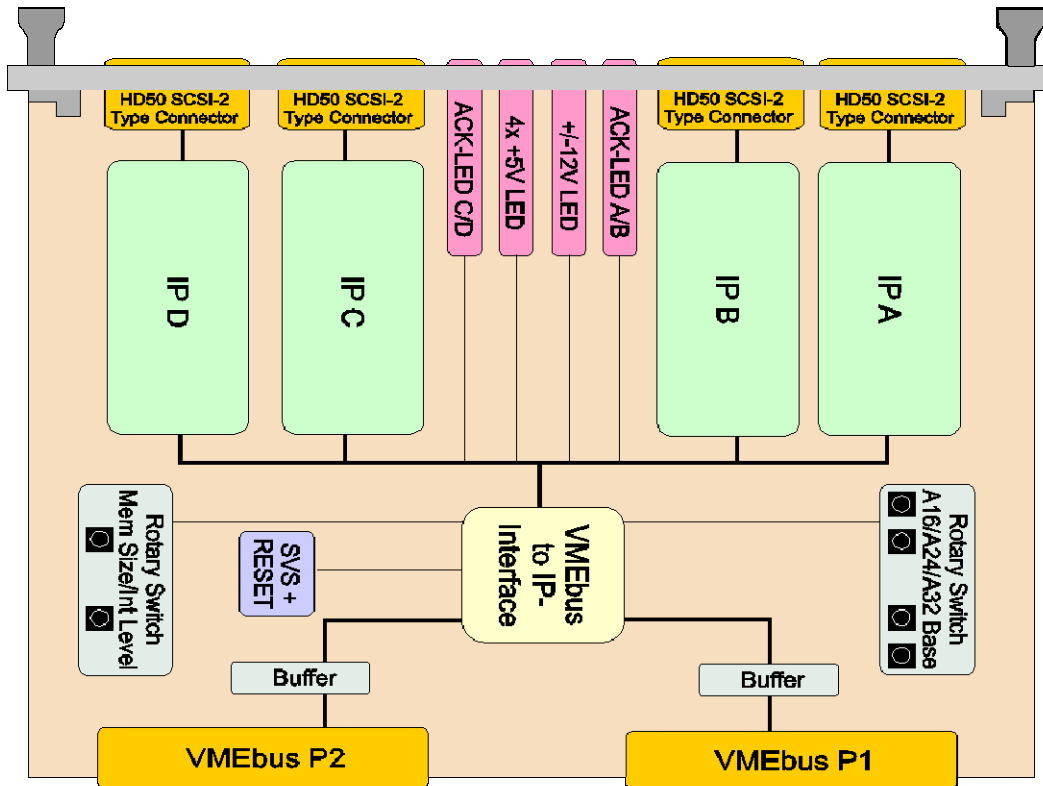 HD50 SCSI-2
Type Connector
HD50 SCSI-2
Type Connector
ACK-LED C/D
4x +5V LED
+/-12V LED
ACK-LED A/B
HD50 SCSI-2
Type Connector
HD50 SCSI-2
Type Connector
IP D
IP C
IP B
IP A
Rotary Switch
Mem Size/Int Level
SVS +
RESET
VMEbus
to IP-
Interface
Rotary Switch
A16/A24/A32 Base
Buffer
Buffer
VMEbus P2
VMEbus P1